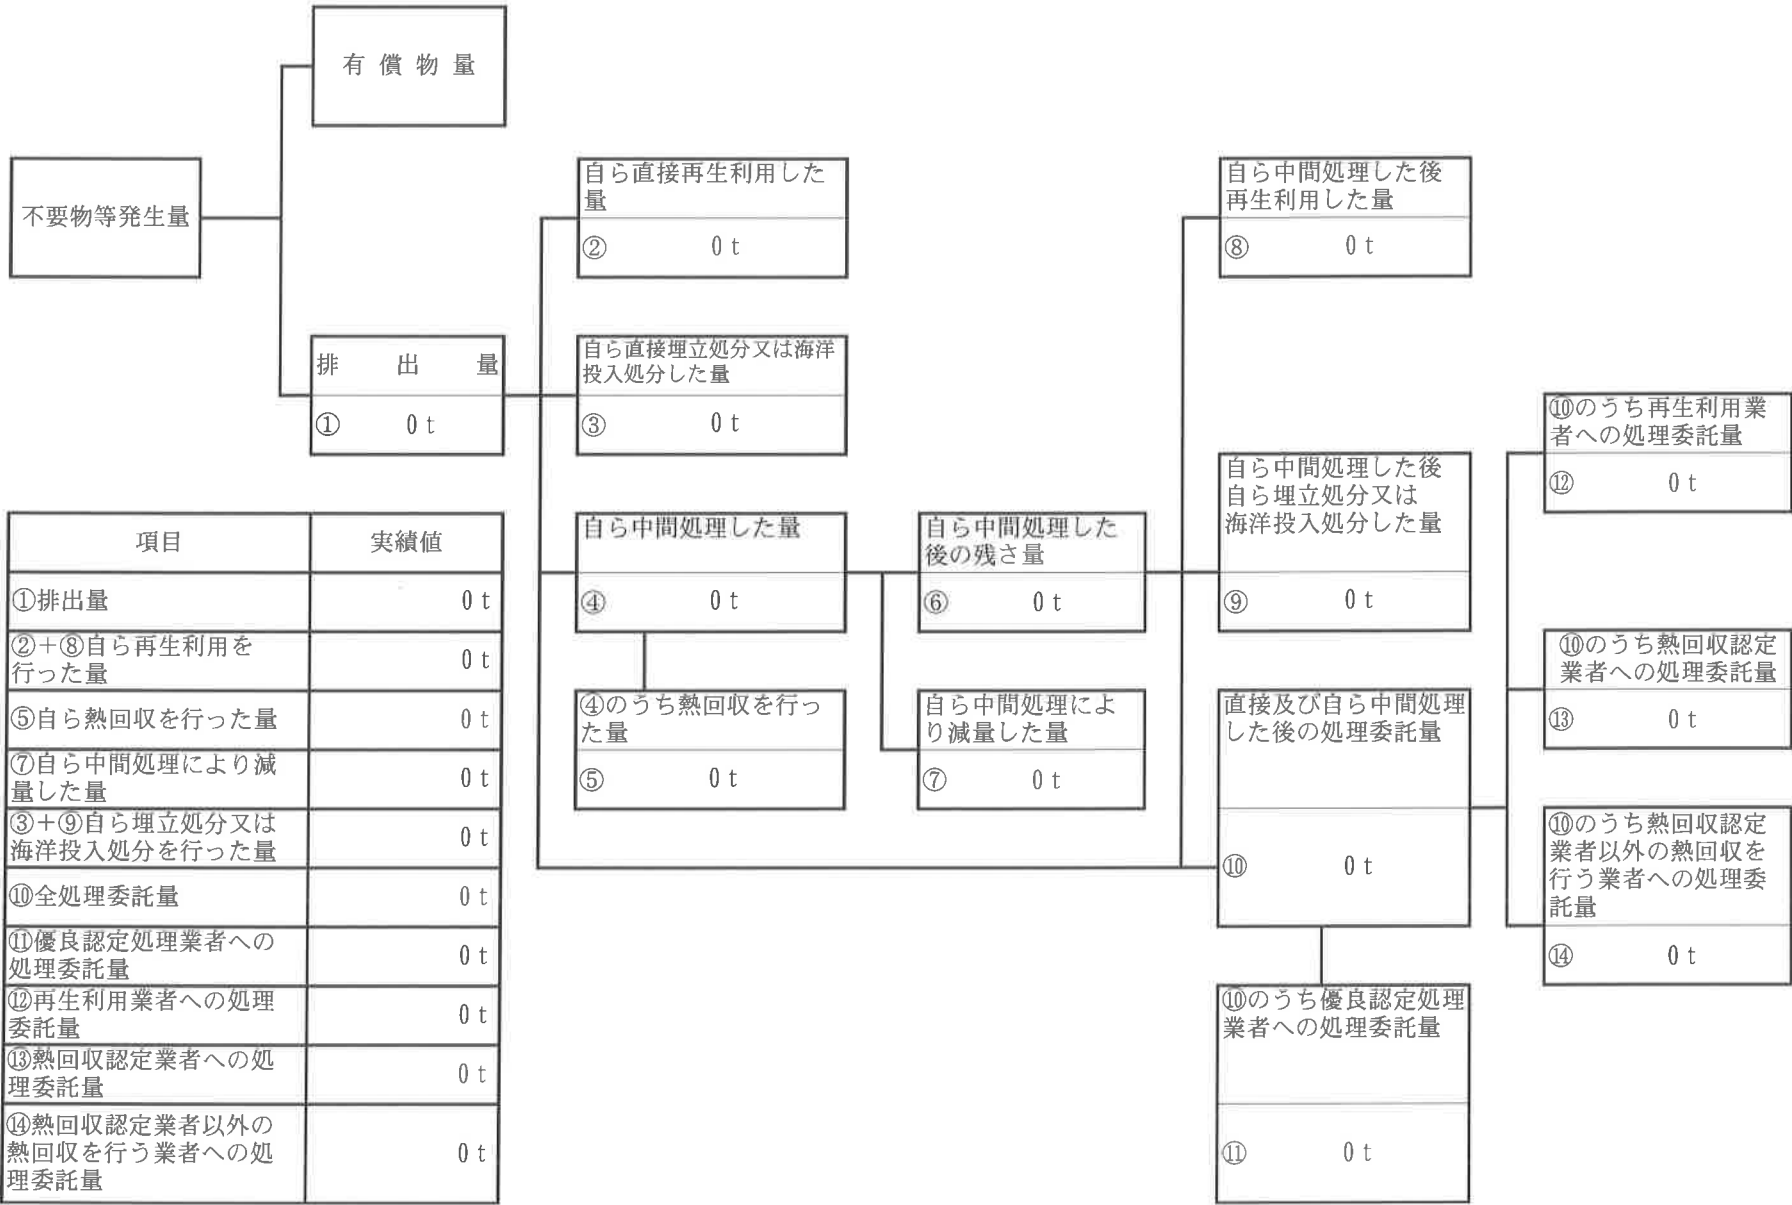 有償物量
不要物等発生量
排出量
① 0 t
自ら直接再生利用した
量
② 0 t
自ら直接埋立処分又は海洋
投入処分した量
③ 0 t
自ら中間処理した量
④ 0 t
④のうち熱回収を行っ
た量
⑤ 0 t
自ら中間処理した
後の残さ量
⑥ 0 t
自ら中間処理によ
り減量した量
⑦ 0 t
自ら中間処理した後
再生利用した量
⑧ 0 t
自ら中間処理した後
自ら埋立処分又は
海洋投入処分した量
⑨ 0 t
直接及び自ら中間処理
した後の処理委託量
⑩ 0 t
⑩のうち優良認定処理
業者への処理委託量
⑪ 0 t
⑩のうち再生利用業
者への処理委託量
⑫ 0 t
⑩のうち熱回収認定
業者への処理委託量
⑬ 0 t
⑩のうち熱回収認定
業者以外の熱回収を
行う業者への処理委
託量
⑭ 0 t
項目 実績値
①排出量 0 t
②＋⑧自ら再生利用を
行った量 0 t
⑤自ら熱回収を行った量 0 t
⑦自ら中間処理により減
量した量 0 t
③＋⑨自ら埋立処分又は
海洋投入処分を行った量 0 t
⑩全処理委託量 0 t
⑪優良認定処理業者への
処理委託量 0 t
⑫再生利用業者への処理
委託量 0 t
⑬熱回収認定業者への処
理委託量 0 t
⑭熱回収認定業者以外の
熱回収を行う業者への処
理委託量 0 t